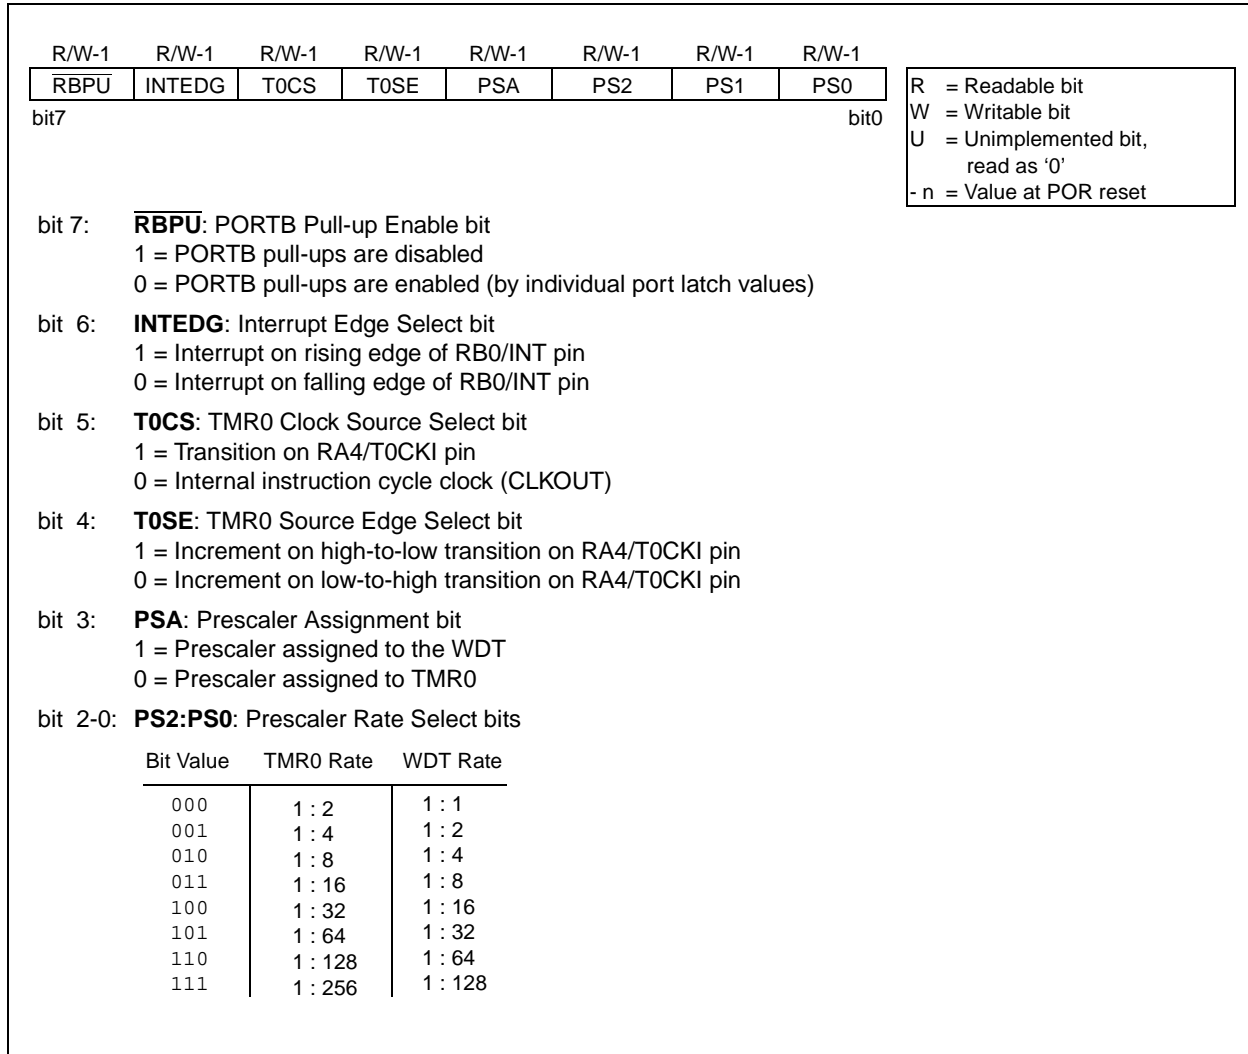 R/W-1 R/W-1 R/W-1 R/W-1 R/W-1 R/W-1 R/W-1 R/W-1
RBPU INTEDG T0CS T0SE PSA PS2 PS1 PS0
bit7 bit0
R = Readable bit
W = Writable bit
U = Unimplemented bit,
read as ‘0’
- n = Value at POR reset
bit 7: RBPU: PORTB Pull-up Enable bit
1 = PORTB pull-ups are disabled
0 = PORTB pull-ups are enabled (by individual port latch values)
bit 6: INTEDG: Interrupt Edge Select bit
1 = Interrupt on rising edge of RB0/INT pin
0 = Interrupt on falling edge of RB0/INT pin
bit 5: T0CS: TMR0 Clock Source Select bit
1 = Transition on RA4/T0CKI pin
0 = Internal instruction cycle clock (CLKOUT)
bit 4: T0SE: TMR0 Source Edge Select bit
1 = Increment on high-to-low transition on RA4/T0CKI pin
0 = Increment on low-to-high transition on RA4/T0CKI pin
bit 3: PSA: Prescaler Assignment bit
1 = Prescaler assigned to the WDT
0 = Prescaler assigned to TMR0
bit 2-0: PS2:PS0: Prescaler Rate Select bits
Bit Value TMR0 Rate WDT Rate
000 1 : 2 1 : 1
001 1 : 4 1 : 2
010 1 : 8 1 : 4
011 1 : 16 1 : 8
100 1 : 32 1 : 16
101 1 : 64 1 : 32
110 1 : 128 1 : 64
111 1 : 256 1 : 128